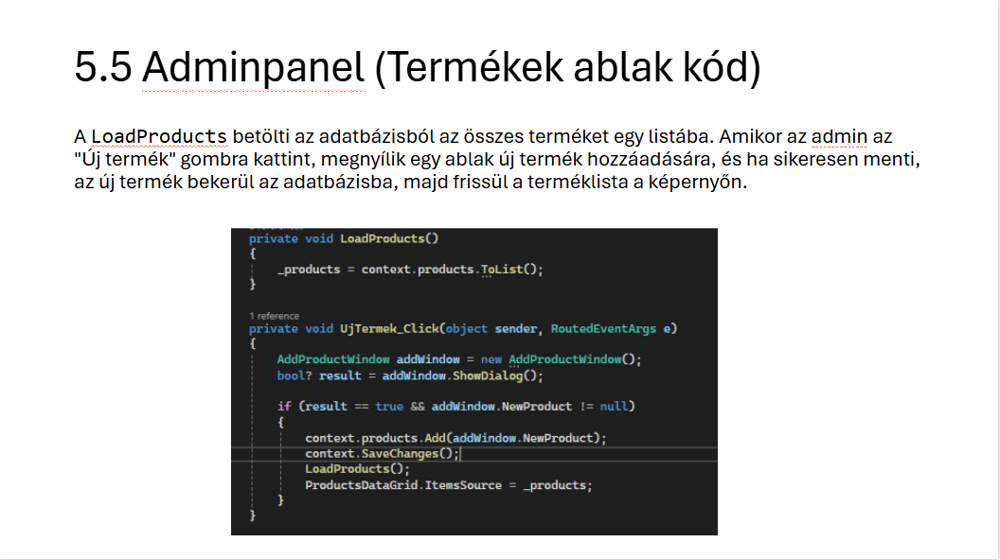 5.5 Adminpanel (Termékek ablak kód)
A LoadProducts betölti az adatbázisból az összes terméket egy listába. Amikor az admin az
"Új termék" gombra kattint, megnyílik egy ablak új termék hozzáadására, és ha sikeresen menti,
az új termék bekerül az adatbázisba, majd frissül a terméklista a képernyőn.
private void LoadProducts()
{
_products = context.products.ToList();
}
1 reference
private void UjTermek_Click(object sender, RoutedEventArgs e)
{
AddProductWindow addWindow = new AddProductWindow();
bool? result = addWindow.ShowDialog();
if (result == true && addWindow.NewProduct != null)
{
context.products.Add(addWindow.NewProduct);
context.SaveChanges();
LoadProducts();
ProductsDataGrid.ItemsSource = _products;
}
}